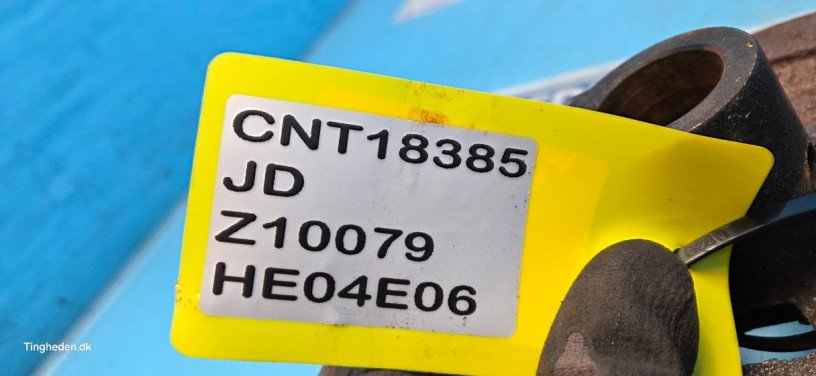 CNT18385
JD
Z10079
HE04E06
Tingheden.dk